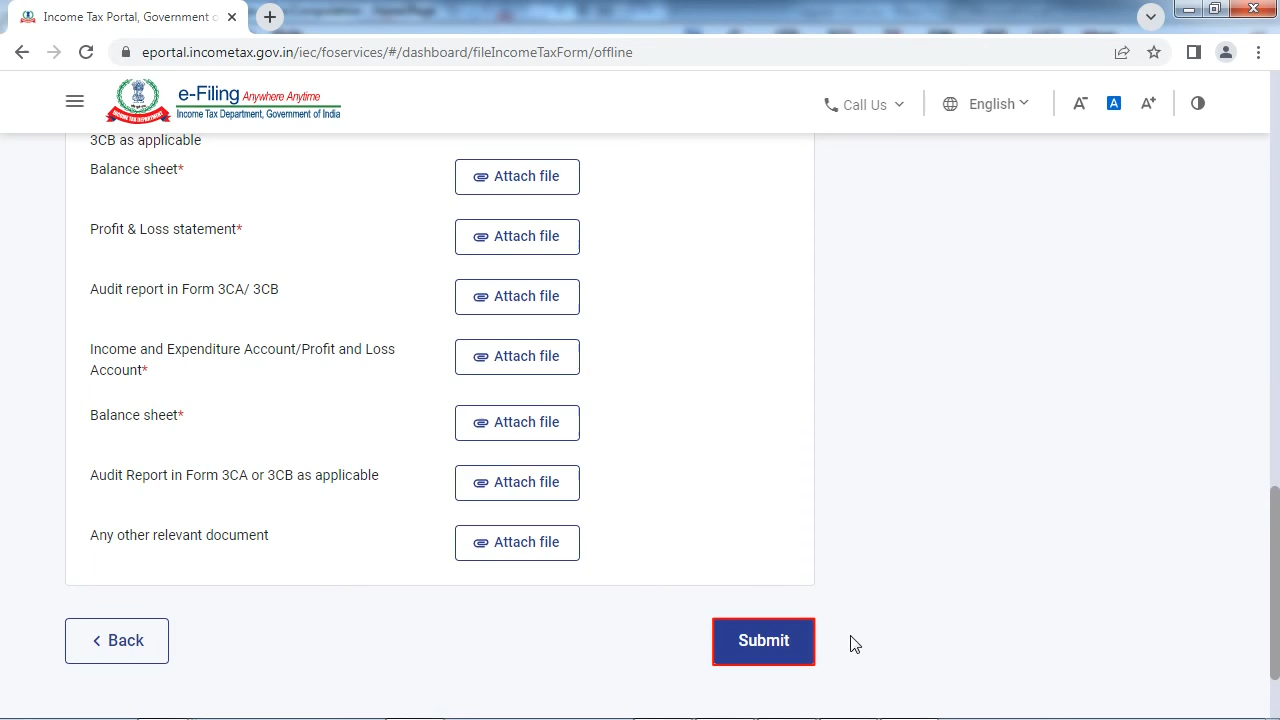 Income Tax Portal, Government o
eportal.incometax.gov.in/iec/foservices/#/dashboard/fileIncomeTaxForm/offline
e-Filing Anywhere Anytime
Income Tax Department, Government of India
INCOME TAX DEPARTMENT
Call Us
English
A-
A
A+
3CB as applicable
Balance sheet*
Attach file
Profit & Loss statement*
Attach file
Audit report in Form 3CA/ 3CB
Attach file
Income and Expenditure Account/Profit and Loss
Account*
Attach file
Balance sheet*
Attach file
Audit Report in Form 3CA or 3CB as applicable
Attach file
Any other relevant document
Attach file
< Back
Submit